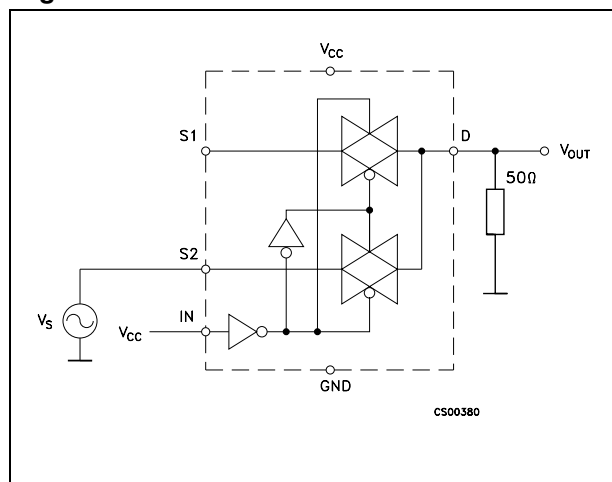 V_CC
S1
D
V_OUT
50Ω
S2
IN
V_S
V_CC
GND
CS00380